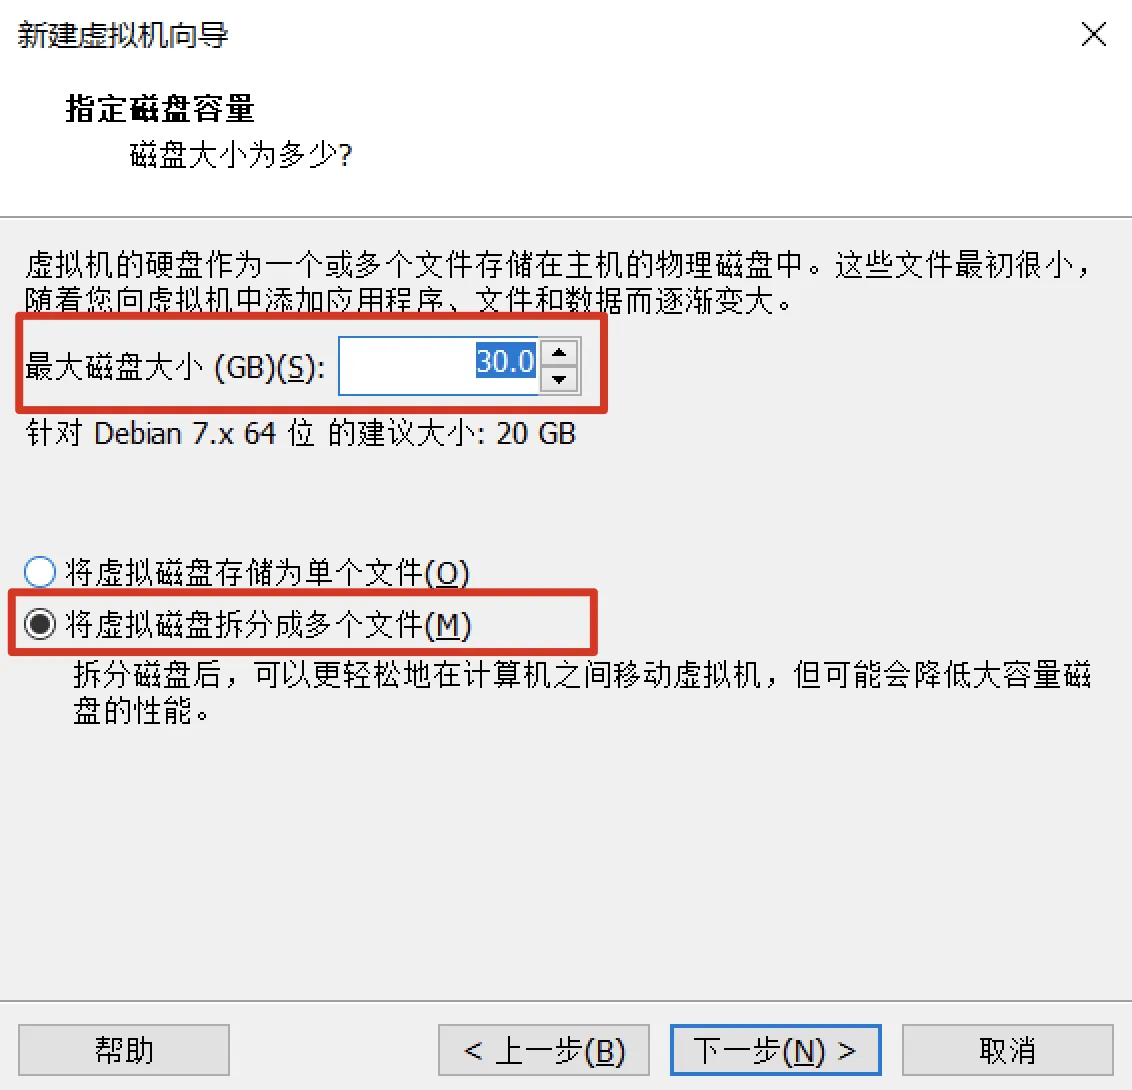 新建虚拟机向导
指定磁盘容量
磁盘大小为多少?
虚拟机的硬盘作为一个或多个文件存储在主机的物理磁盘中。这些文件最初很小，
随着您向虚拟机中添加应用程序、文件和数据而逐渐变大。
最大磁盘大小 (GB)(S): 30.0
针对 Debian 7.x 64 位 的建议大小: 20 GB
将虚拟磁盘存储为单个文件(O)
将虚拟磁盘拆分成多个文件(M)
拆分磁盘后，可以更轻松地在计算机之间移动虚拟机，但可能会降低大容量磁
盘的性能。
帮助 < 上一步(B) 下一步(N) > 取消